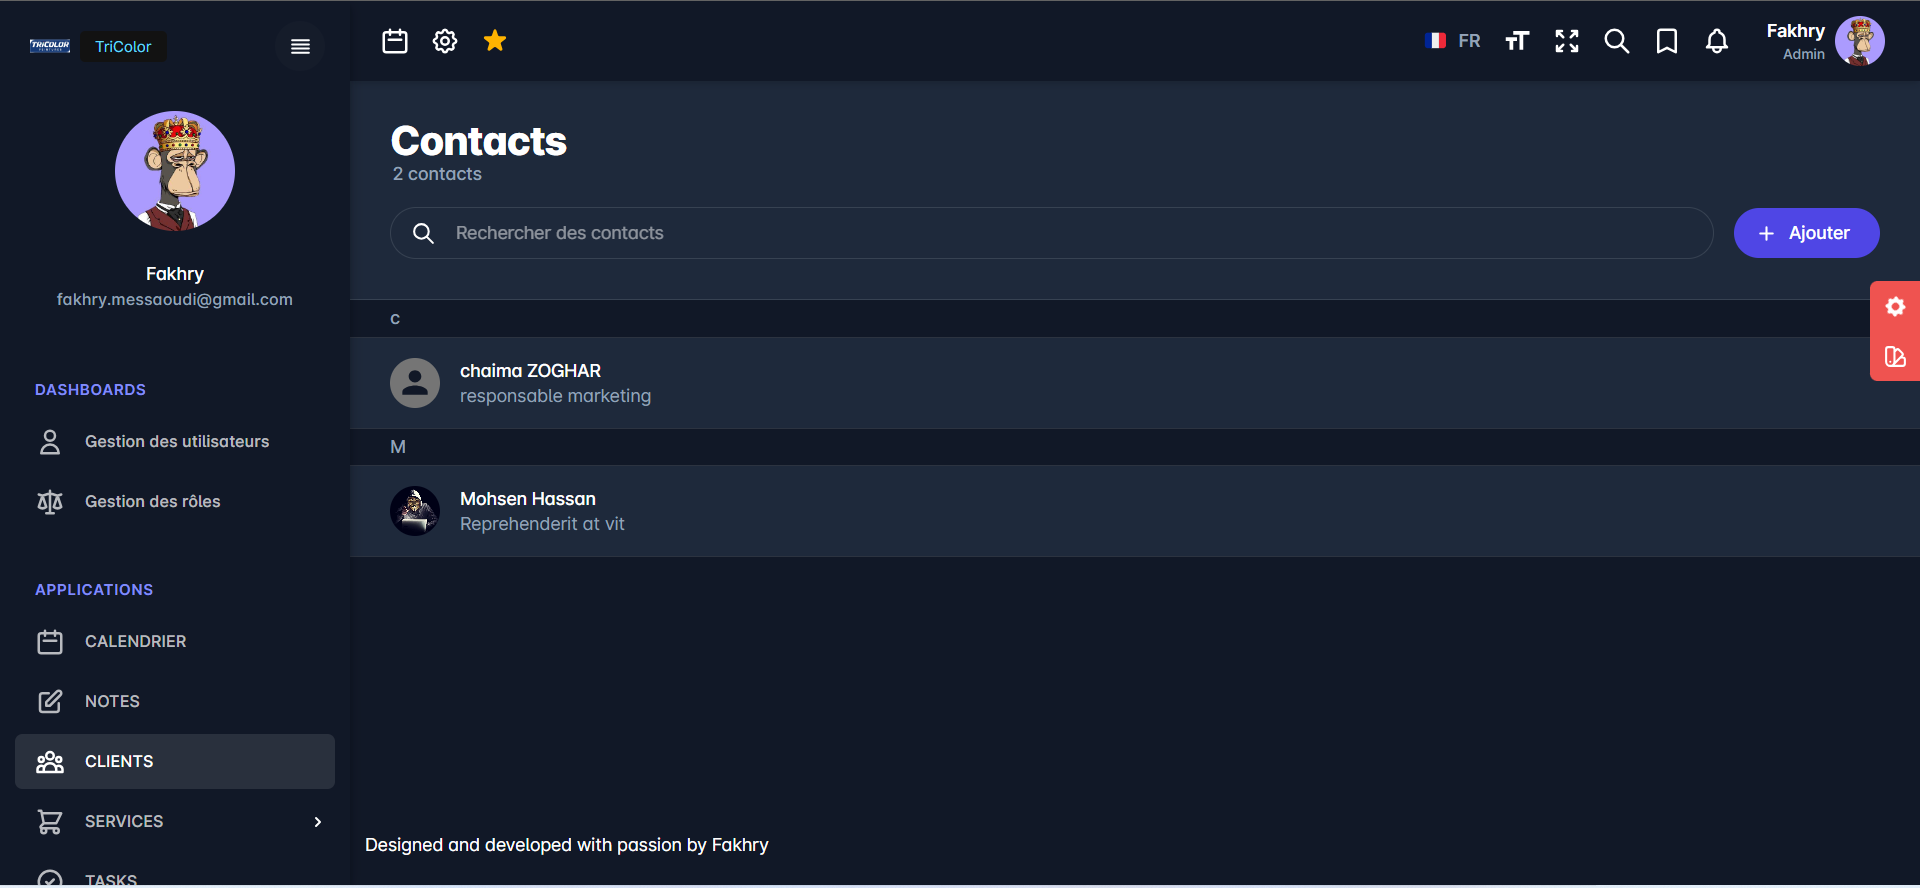 TRICOLOR
TriColor
FR
Fakhry
Admin
Fakhry
fakhry.messaoudi@gmail.com
DASHBOARDS
Gestion des utilisateurs
Gestion des rôles
APPLICATIONS
CALENDRIER
NOTES
CLIENTS
SERVICES
TASKS
Contacts
2 contacts
Rechercher des contacts
Ajouter
c
chaima ZOGHAR
responsable marketing
M
Mohsen Hassan
Reprehenderit at vit
Designed and developed with passion by Fakhry